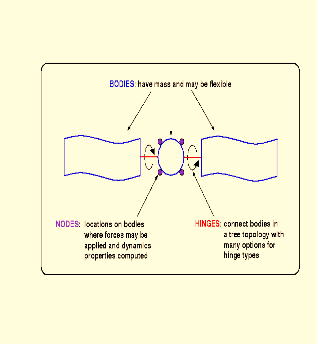 BODIES: have mass and may be flexible
NODES: locations on bodies
where forces may be
applied and dynamics
properties computed
HINGES: connect bodies in
a tree topology with
many options for
hinge types